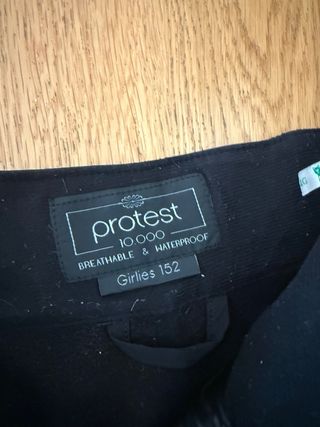 protest
10.000
BREATHABLE & WATERPROOF
Girlies 152